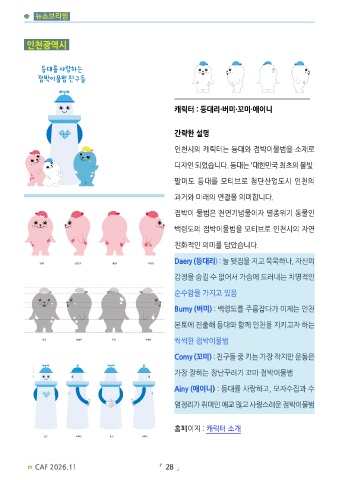 뉴스브리핑
인천광역시
등대를 사랑하는
점박이물범 친구들
캐릭터 : 등대리·버미·꼬미·애이니
간략한 설명
인천시의 캐릭터는 등대와 점박이물범을 소재로
디자인 되었습니다. 등대는 '대한민국 최초의 불빛'
팔미도 등대를 모티브로 첨단산업도시 인천의
과거와 미래의 연결을 의미합니다.
점박이 물범은 천연기념물이자 멸종위기 동물인
백령도의 점박이물범을 모티브로 인천시의 자연
친화적인 의미를 담았습니다.
Daery (등대리) : 늘 뒷짐을 지고 묵묵하나, 자신의
감정을 숨길 수 없어서 가슴에 드러내는 치명적인
순수함을 가지고 있음
Bumy (버미) : 백령도를 주름잡다가 이제는 인천
본토에 진출해 등대와 함께 인천을 지키고자 하는
씩씩한 점박이물범
Comy (꼬미) : 친구들 중 키는 가장 작지만 운동은
가장 잘하는 장난꾸러기 꼬마 점박이물범
Ainy (애이니) : 등대를 사랑하고, 모자수집과 수
염정리가 취미인 애교 많고 사랑스러운 점박이물범
홈페이지 : 캐릭터 소개
CAF 2026.11
「 28 」